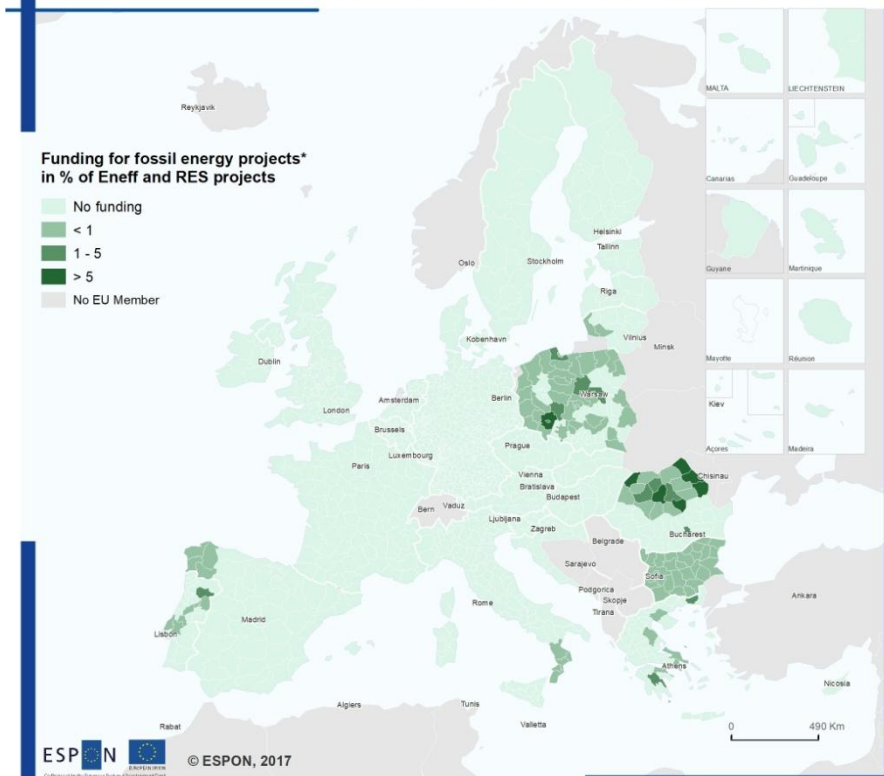 MALTA
LIECHTENSTEIN
Reykjavik
Canarias
Guadeloupe
Funding for fossil energy projects*
in % of Eneff and RES projects
No funding
< 1
1 - 5
> 5
No EU Member
Helsinki
Tallinn
Oslo
Stockholm
Guyane
Martinique
Riga
Kobenhavn
Vilnius
Minsk
Mayotte
Réunion
Dublin
Amsterdam
Berlin
Warsaw
London
Brussels
Kiev
Açores
Madeira
Prague
Luxembourg
Paris
Chisinau
Vienna
Bratislava
Budapest
Bern
Vaduz
Ljubljana
Zagreb
Bucharest
Belgrade
Sarajevo
Sofia
Podgorica
Skopje
Tirana
Rome
Ankara
Madrid
Lisbon
Athens
Nicosia
Algiers
Tunis
Valletta
Rabat
0 490 Km
ESPON
EUROPEAN UNION
© ESPON, 2017